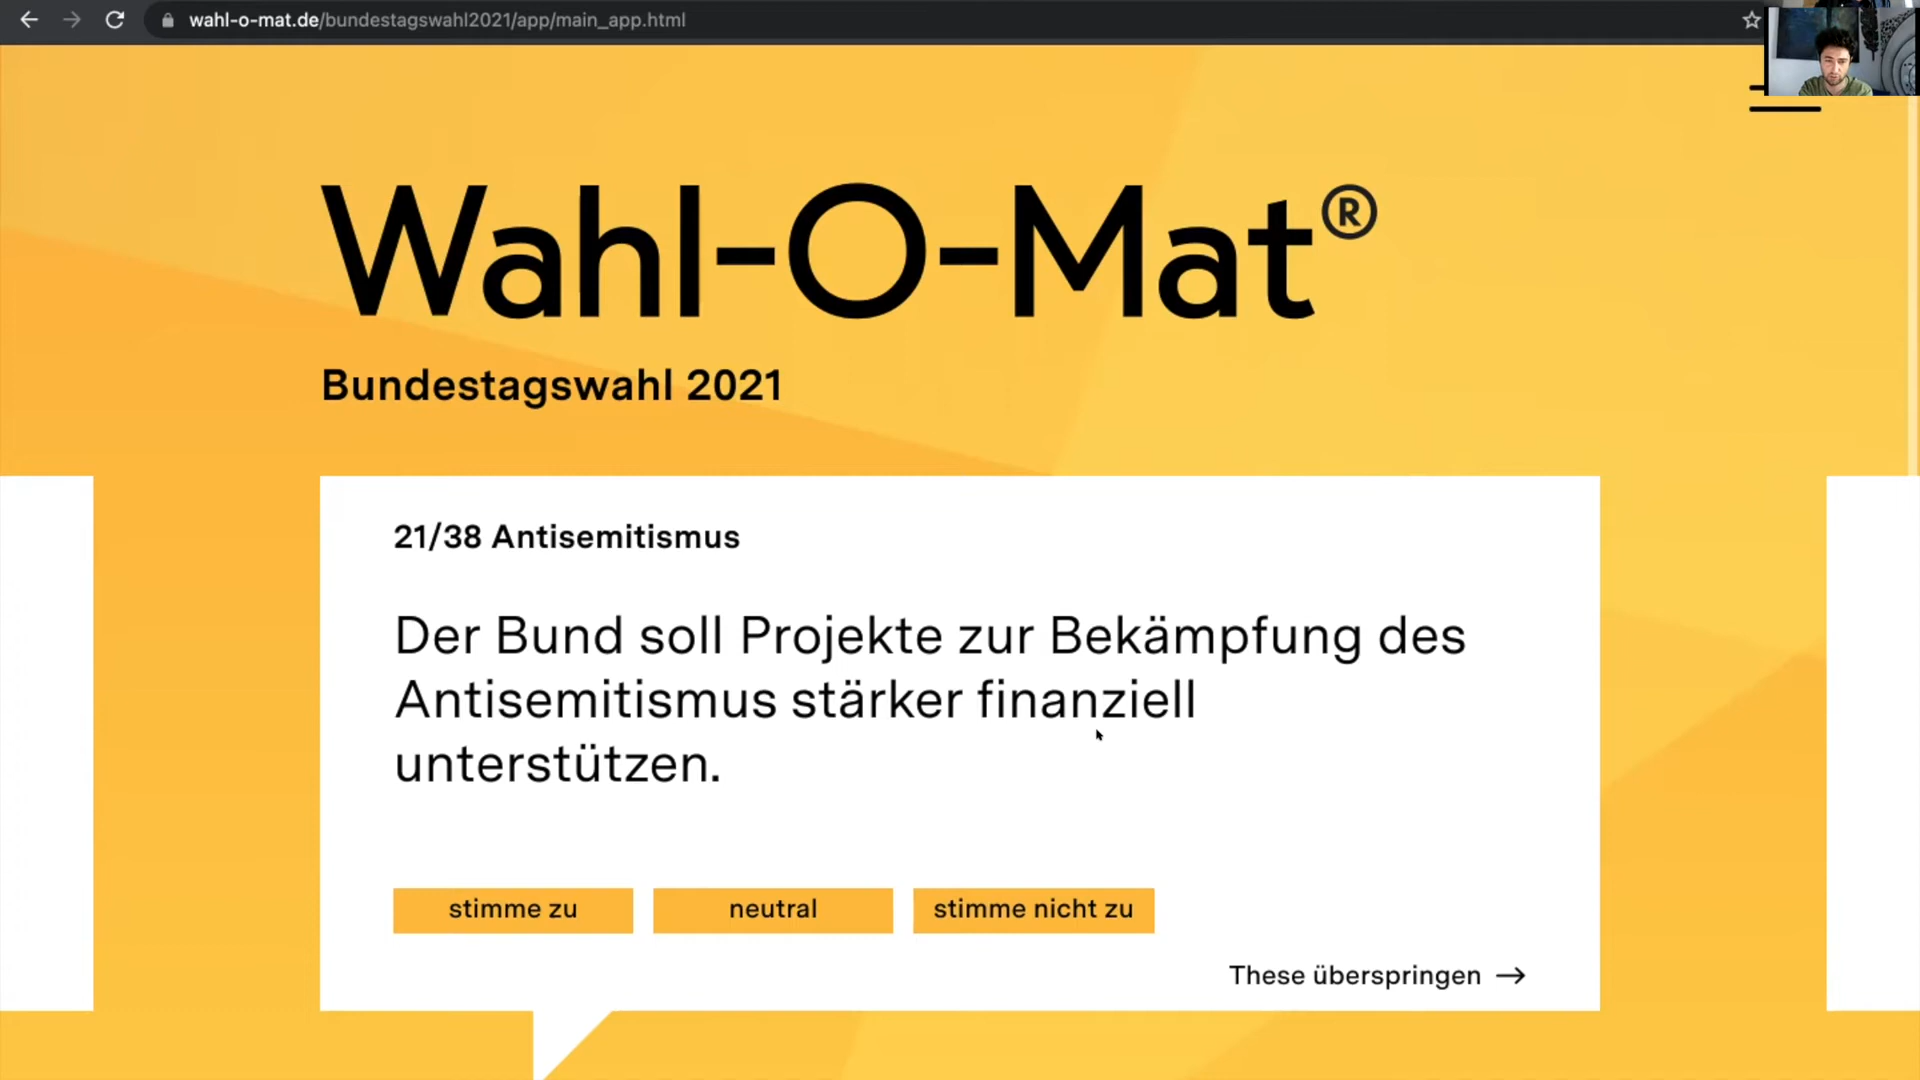 wahl-o-mat.de/bundestagswahl2021/app/main_app.html
Wahl-O-Mat®
Bundestagswahl 2021
21/38 Antisemitismus
Der Bund soll Projekte zur Bekämpfung des
Antisemitismus stärker finanziell
unterstützen.
stimme zu
neutral
stimme nicht zu
These überspringen →